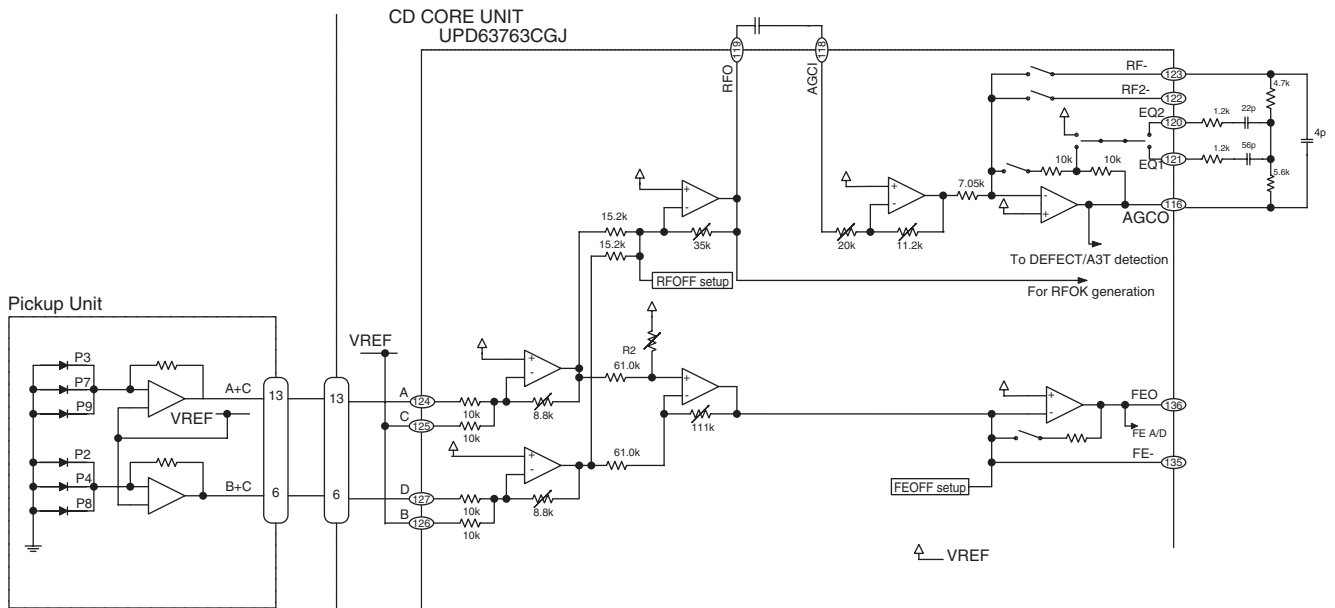 CD CORE UNIT
UPD63763CGJ
119
118
RFO
AGCI
RF-
123
4.7k
RF2-
122
EQ2
120
1.2k
22p
4p
10k
10k
EQ1
121
1.2k
56p
7.05k
5.6k
+
-
+
-
-
+
116
AGCO
15.2k
15.2k
35k
20k
11.2k
To DEFECT/A3T detection
RFOFF setup
For RFOK generation
Pickup Unit
VREF
R2
P3
P7
P9
A+C
13
13
A
124
10k
+
-
8.8k
61.0k
+
-
111k
+
-
FEO
136
FE A/D
VREF
C
125
10k
P2
P4
P8
B+C
6
6
D
127
10k
+
-
8.8k
61.0k
FE-
135
FEOFF setup
B
126
10k
VREF